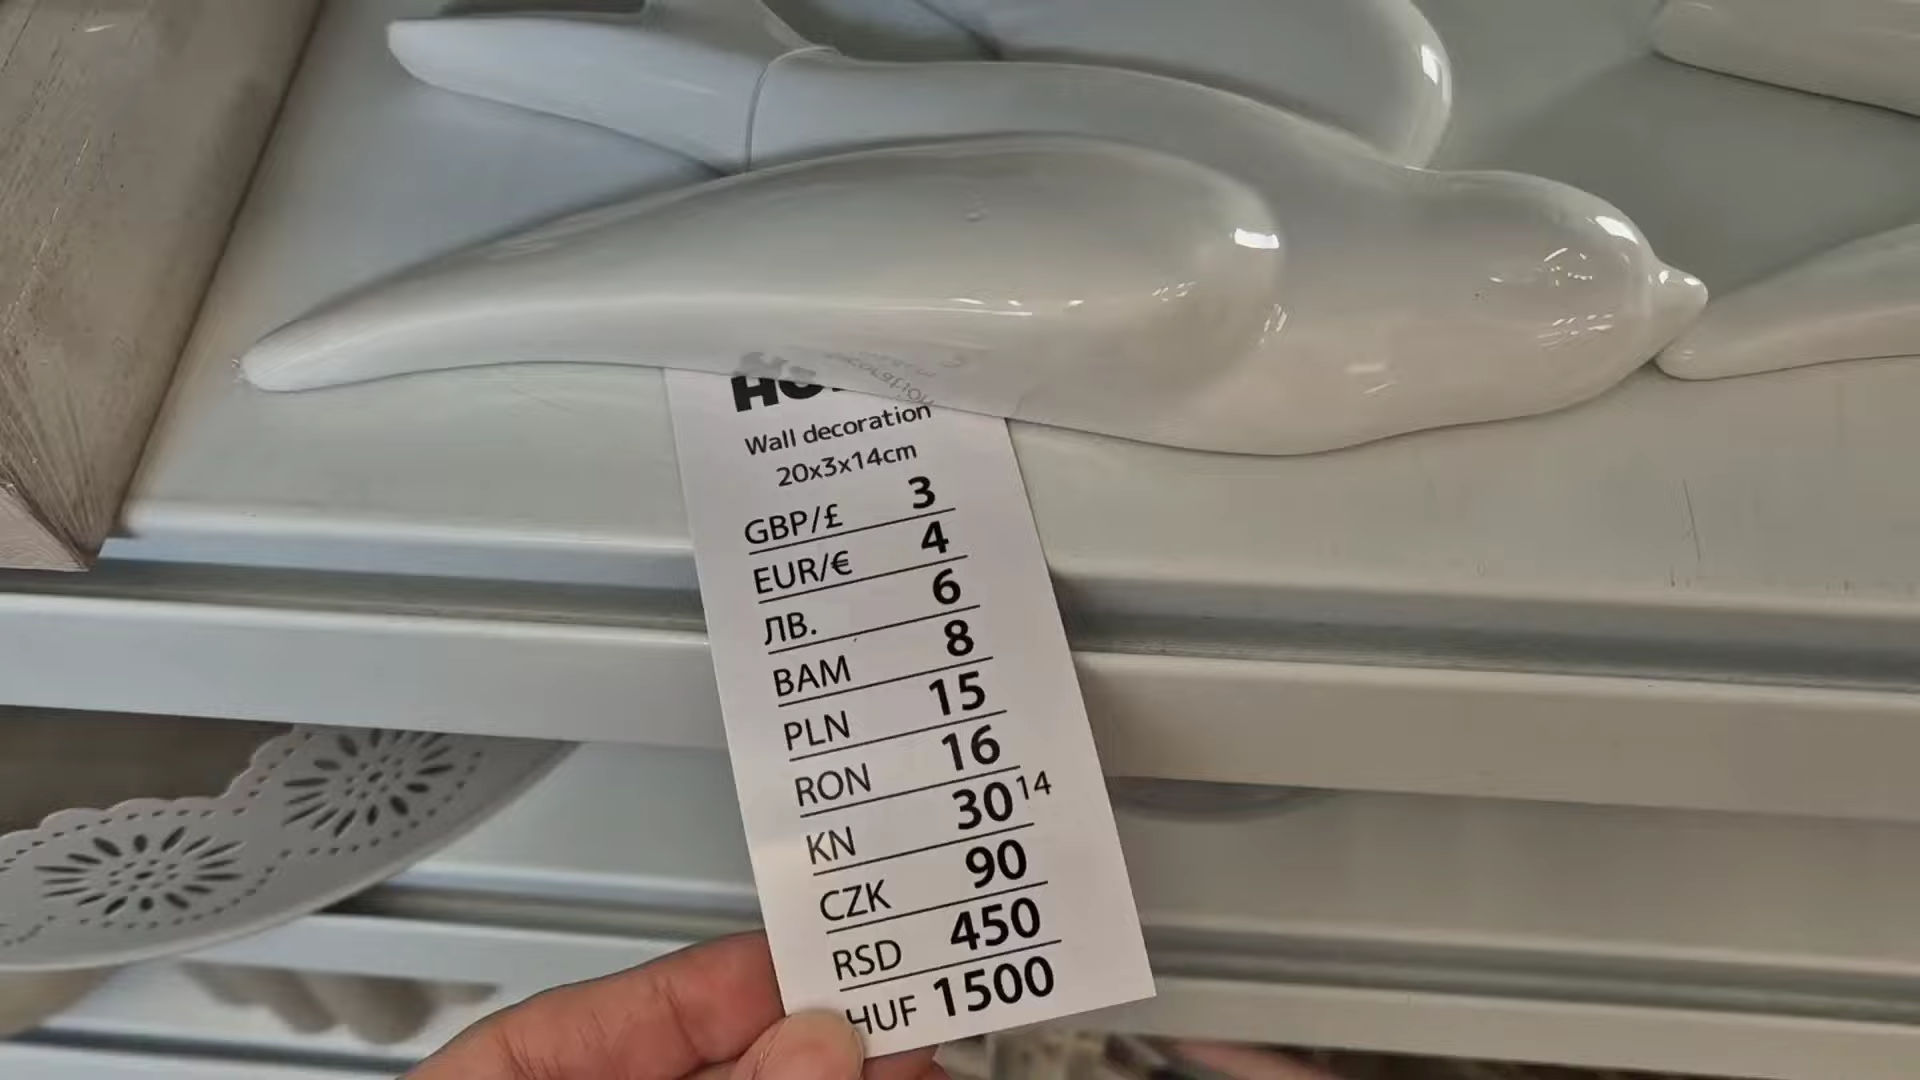 Wall decoration
20x3x14cm
GBP/£ 3
EUR/€ 4
ЛВ. 6
BAM 8
PLN 15
RON 16
KN 30¹⁴
CZK 90
RSD 450
HUF 1500